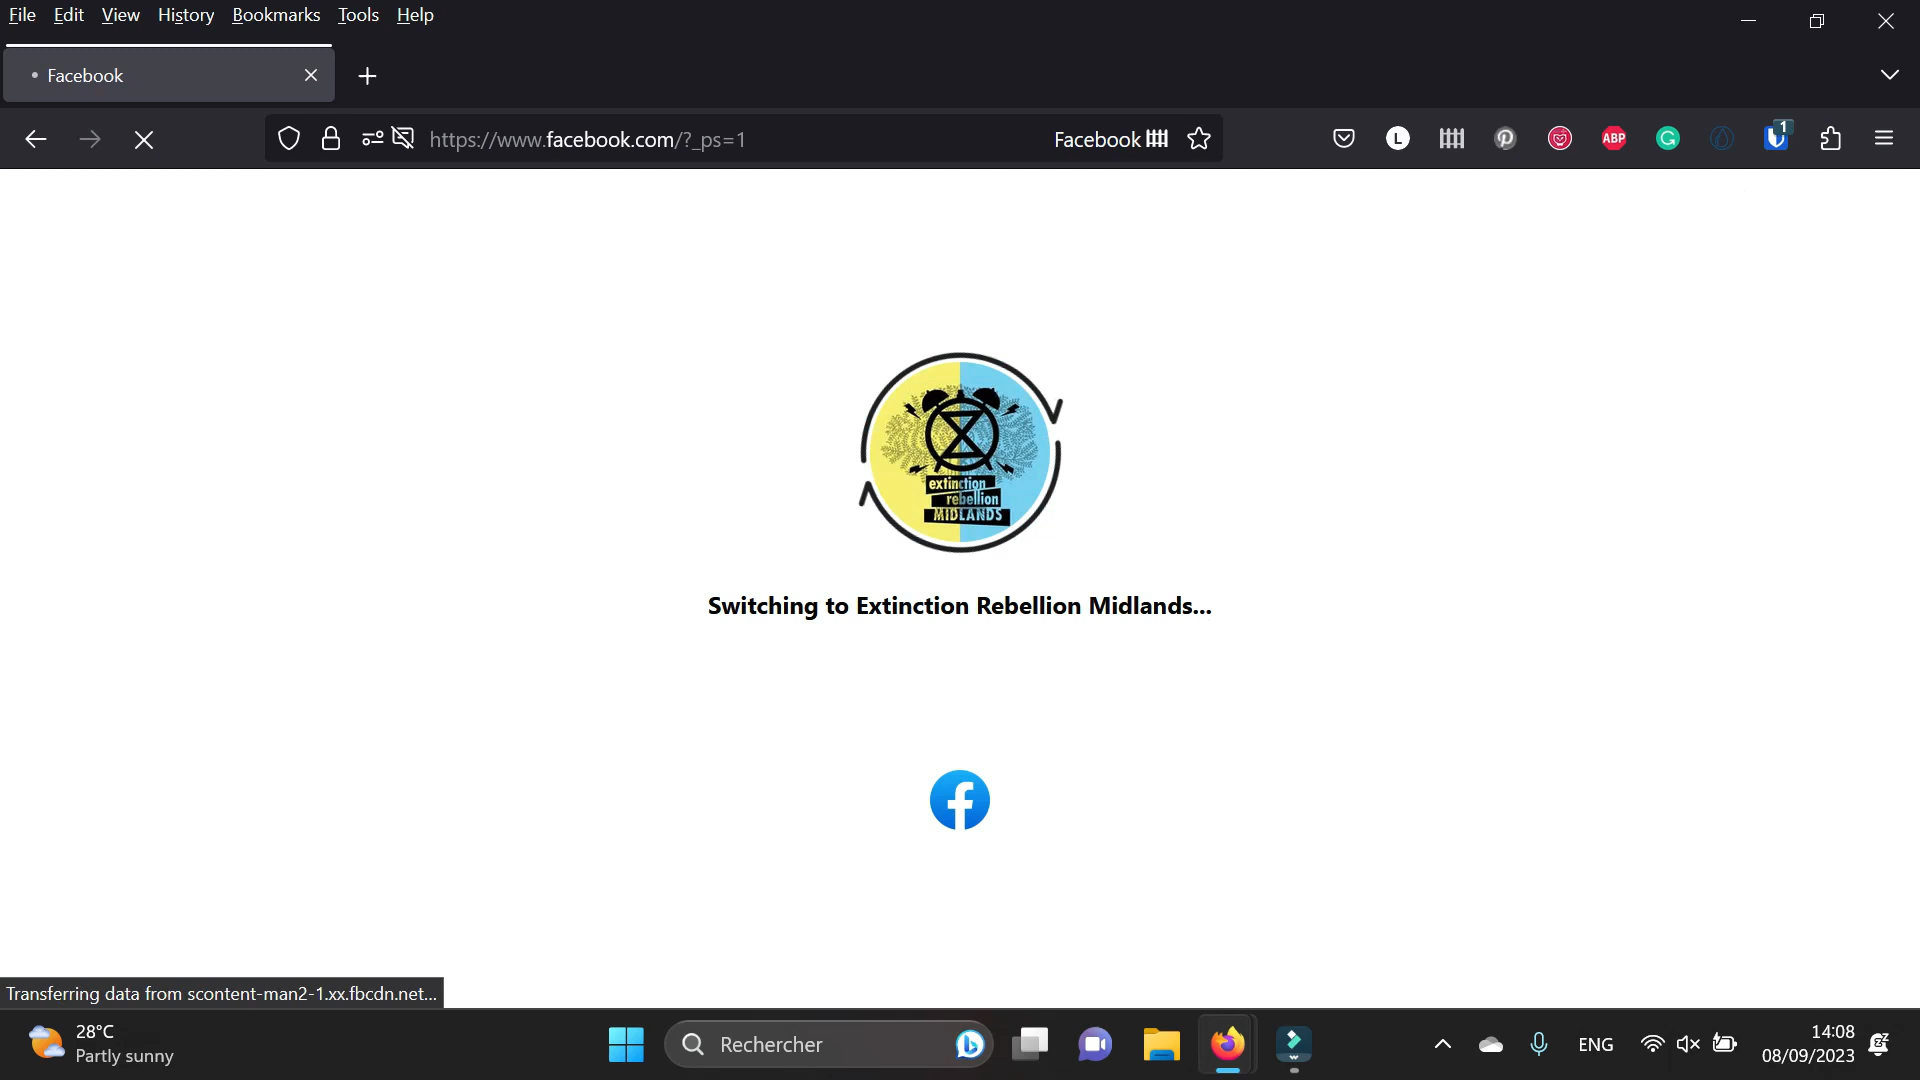 File Edit View History Bookmarks Tools Help
Facebook
https://www.facebook.com/?_ps=1
Facebook
L
ABP
G
1
extinction
rebellion
MIDLANDS
Switching to Extinction Rebellion Midlands...
Transferring data from scontent-man2-1.xx.fbcdn.net...
28°C
Partly sunny
Rechercher
ENG
14:08
08/09/2023